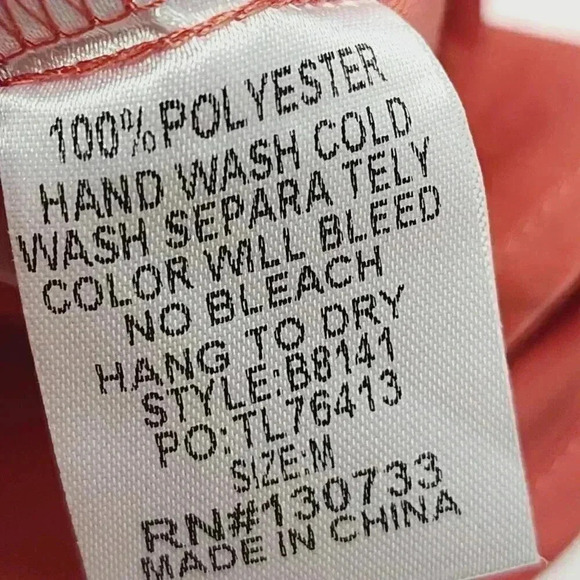 100% POLYESTER
HAND WASH COLD
WASH SEPARA TELY
COLOR WILL BLEED
NO BLEACH
HANG TO DRY
STYLE:B8141
PO:TL76413
SIZE:M
RN#130733
MADE IN CHINA